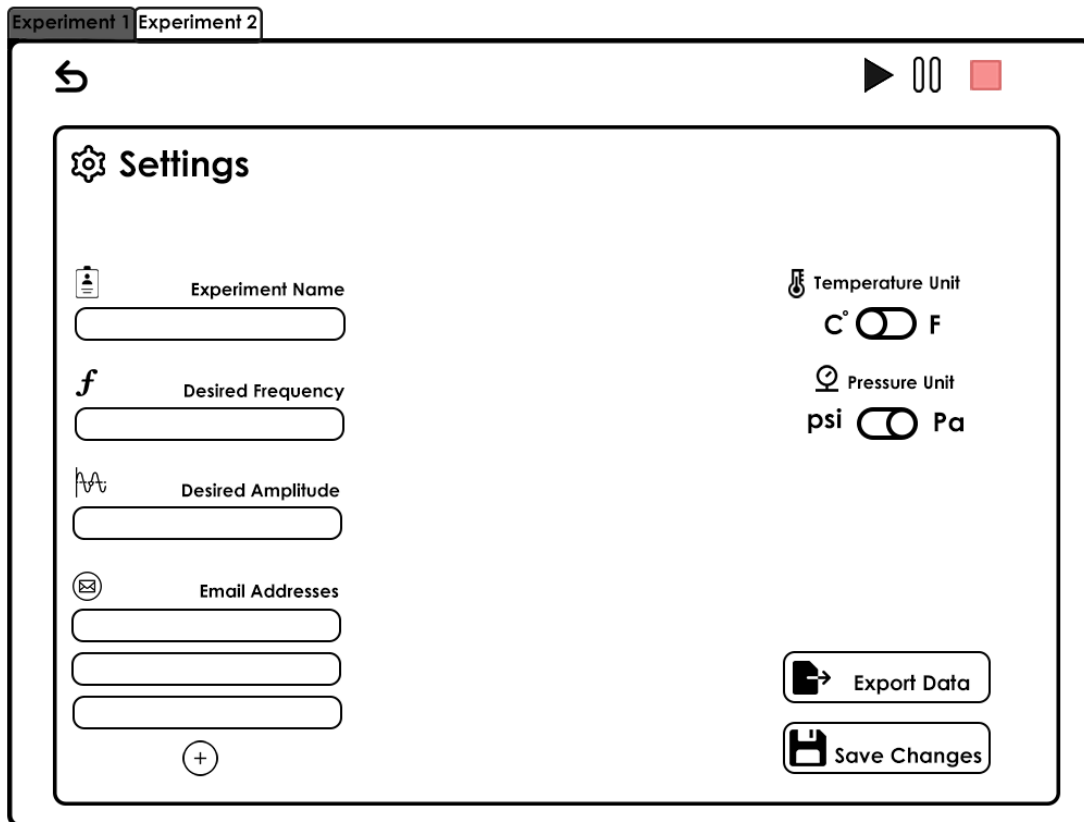 Experiment 1 Experiment 2
Settings
Experiment Name
Temperature Unit
C° F
f
Desired Frequency
Pressure Unit
psi Pa
Desired Amplitude
Email Addresses
Export Data
+
Save Changes